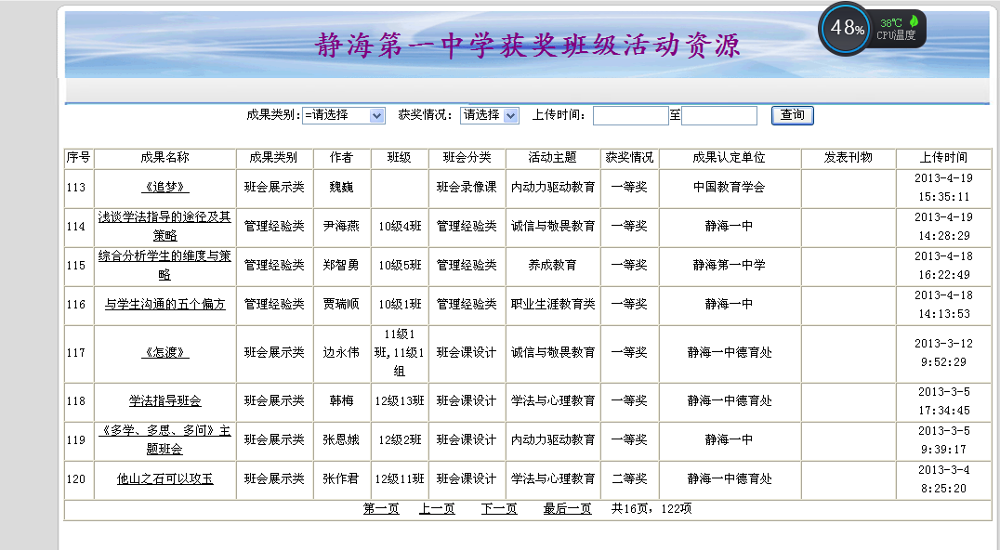 静海第一中学获奖班级活动资源
48%
38℃
CPU温度
成果类别: =请选择 获奖情况: 请选择 上传时间: 至 查询
序号 成果名称 成果类别 作者 班级 班会分类 活动主题 获奖情况 成果认定单位 发表刊物 上传时间
113 《追梦》 班会展示类 魏巍 班会录像课 内动力驱动教育 一等奖 中国教育学会 2013-4-19
15:35:11
114 浅谈学法指导的途径及其 管理经验类 尹海燕 10级4班 管理经验类 诚信与敬畏教育 一等奖 静海一中 2013-4-19
策略 14:28:29
115 综合分析学生的维度与策 管理经验类 郑智勇 10级5班 管理经验类 养成教育 一等奖 静海第一中学 2013-4-18
略 16:22:49
116 与学生沟通的五个偏方 管理经验类 贾瑞顺 10级1班 管理经验类 职业生涯教育类 一等奖 静海一中 2013-4-18
14:13:53
117 《怎渡》 班会展示类 边永伟 11级1 班会课设计 诚信与敬畏教育 一等奖 静海一中德育处 2013-3-12
班,11级1 9:52:29
组
118 学法指导班会 班会展示类 韩梅 12级13班 班会课设计 学法与心理教育 一等奖 静海一中德育处 2013-3-5
17:34:45
119 《多学、多思、多问》主 班会展示类 张恩娥 12级2班 班会课设计 内动力驱动教育 一等奖 静海一中 2013-3-5
题班会 9:39:17
120 他山之石可以攻玉 班会展示类 张作君 12级11班 班会课设计 学法与心理教育 二等奖 静海一中德育处 2013-3-4
8:25:20
第一页 上一页 下一页 最后一页 共16页，122项